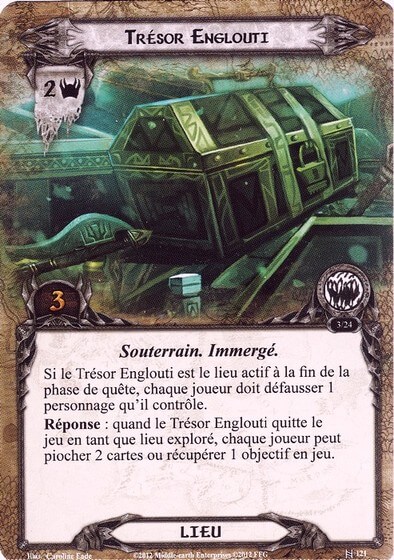 Trésor Englouti
2
3
3/24
Souterrain. Immergé.
Si le Trésor Englouti est le lieu actif à la fin de la
phase de quête, chaque joueur doit défausser 1
personnage qu'il contrôle.
Réponse : quand le Trésor Englouti quitte le
jeu en tant que lieu exploré, chaque joueur peut
piocher 2 cartes ou récupérer 1 objectif en jeu.
LIEU
Illus. Caroline Eade
©2012 Middle-earth Enterprises ©2012 FFG
121